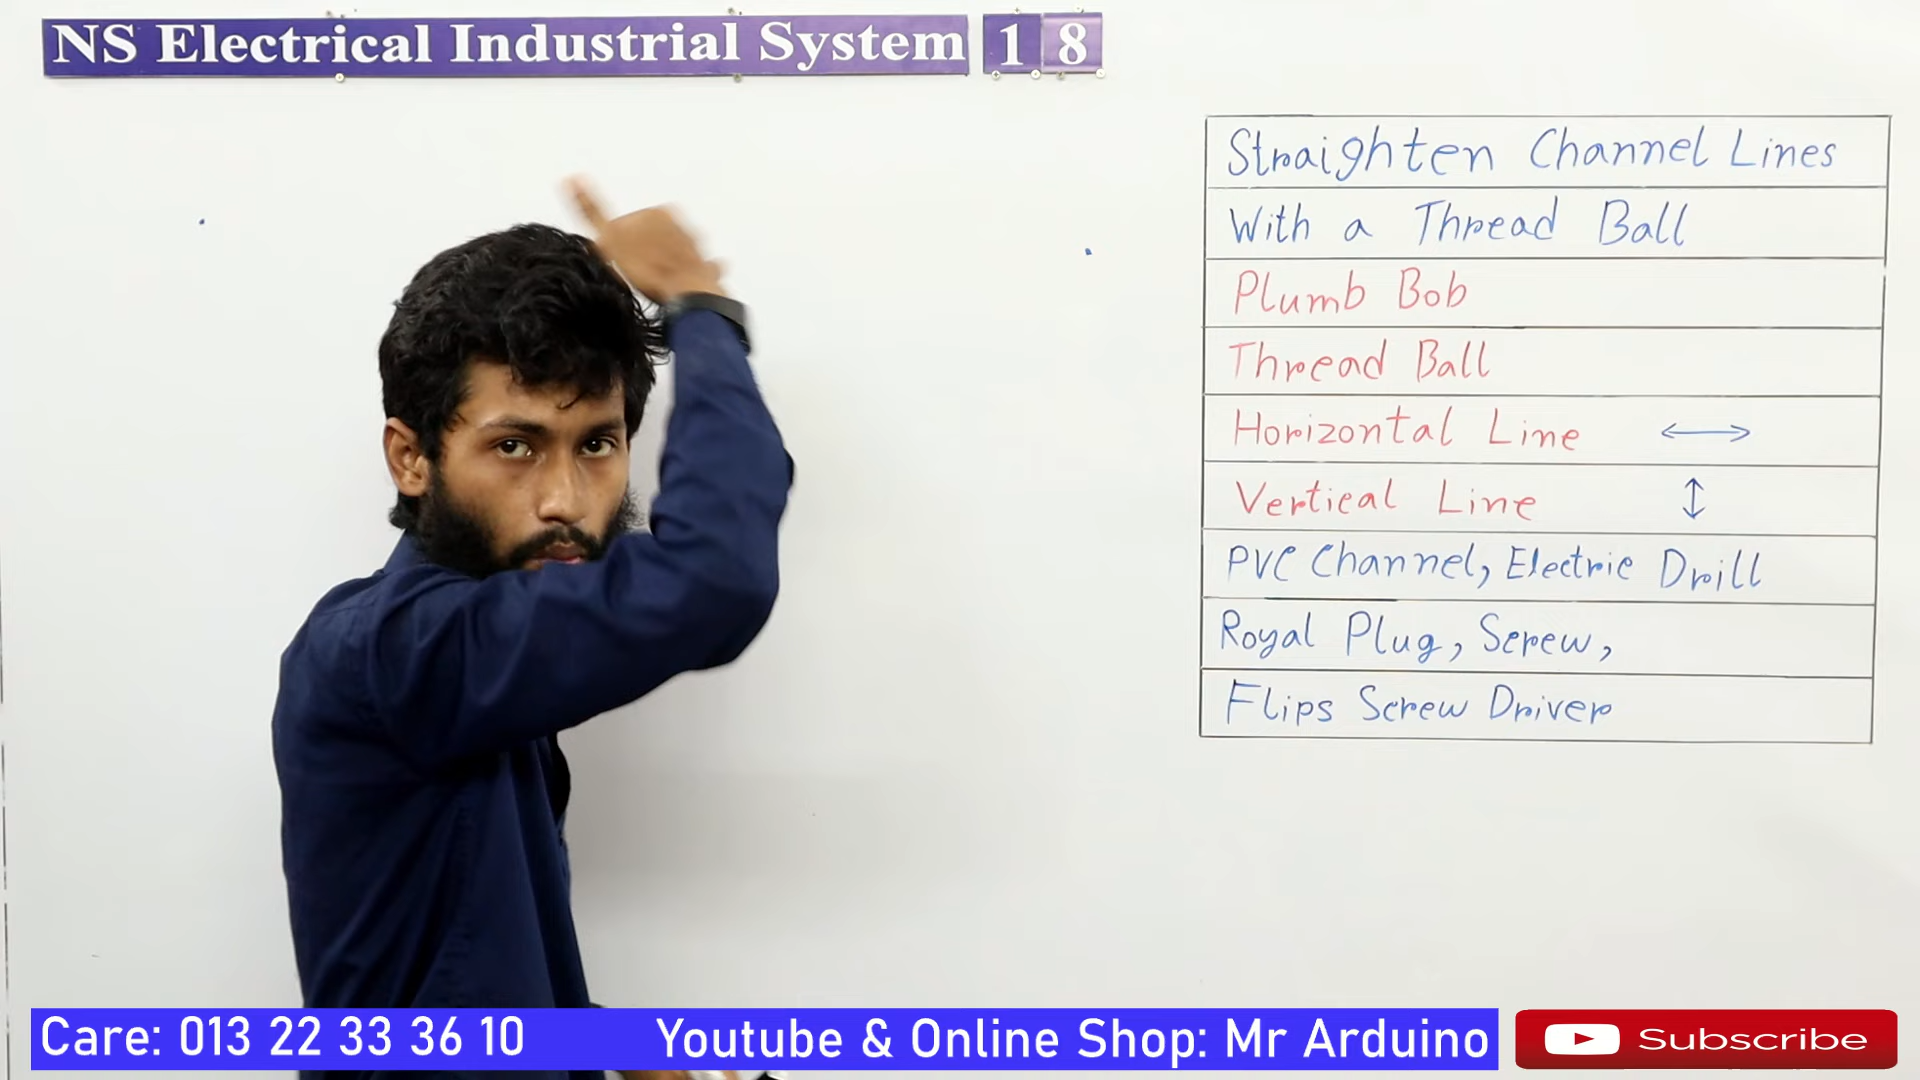 NS Electrical Industrial System 18
Straighten Channel Lines
With a Thread Ball
Plumb Bob
Thread Ball
Horizontal Line ↔
Vertical Line ↕
PVC Channel, Electric Drill
Royal Plug, Screw,
Flips Screw Driver
Care: 013 22 33 36 10 Youtube & Online Shop: Mr Arduino
Subscribe